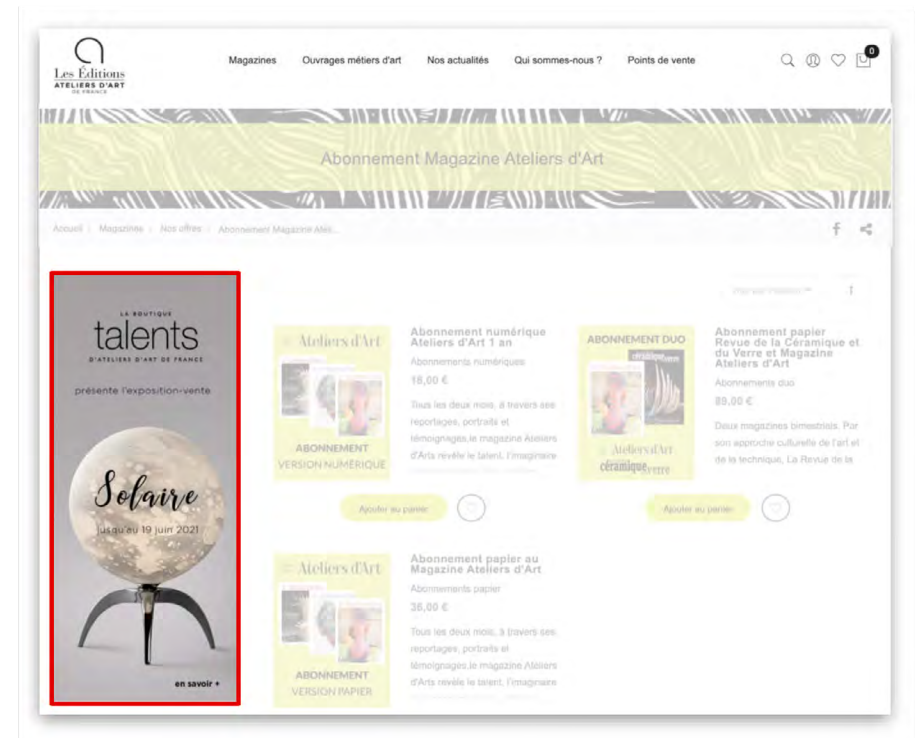 Les Éditions
ATELIERS D'ART
DE FRANCE
Magazines
Ouvrages métiers d'art
Nos actualités
Qui sommes-nous ?
Points de vente
0
Abonnement Magazine Ateliers d'Art
Accueil / Magazines / Nos offres / Abonnement Magazine Ateli...
LA BOUTIQUE
talents
D'ATELIERS D'ART DE FRANCE
présente l'exposition-vente
Solaire
jusqu'au 19 juin 2021
en savoir +
Ateliers d'Art
ABONNEMENT
VERSION NUMÉRIQUE
Abonnement numérique
Ateliers d'Art 1 an
Abonnements numériques
18,00 €
Tous les deux mois, à travers ses
reportages, portraits et
témoignages,le magazine Ateliers
d'Arts révèle le talent, l'imaginaire
Ajouter au panier
ABONNEMENT DUO
céramique verre
Ateliers d'Art
céramique verre
Abonnement papier
Revue de la Céramique et
du Verre et Magazine
Ateliers d'Art
Abonnements duo
89,00 €
Deux magazines bimestriels. Par
son approche culturelle de l'art et
de la technique, La Revue de la
Ajouter au panier
Ateliers d'Art
ABONNEMENT
VERSION PAPIER
Abonnement papier au
Magazine Ateliers d'Art
Abonnements papier
36,00 €
Tous les deux mois, à travers ses
reportages, portraits et
témoignages,le magazine Ateliers
d'Arts révèle le talent, l'imaginaire